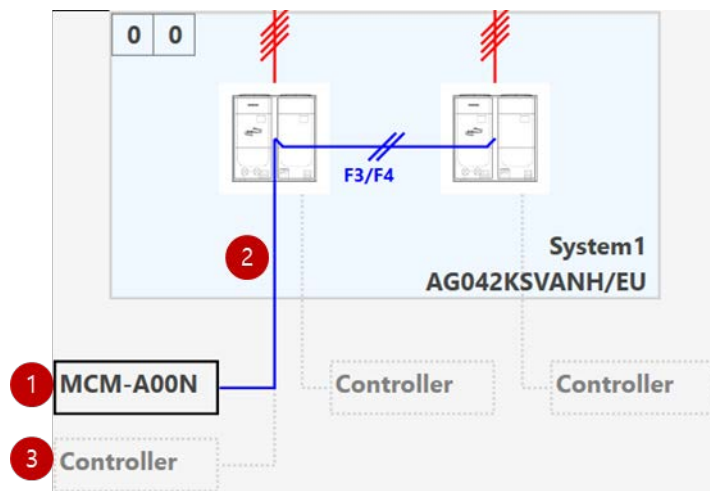 0 0
F3/F4
2
System1
AG042KSVANH/EU
1 MCM-A00N
Controller
Controller
3 Controller